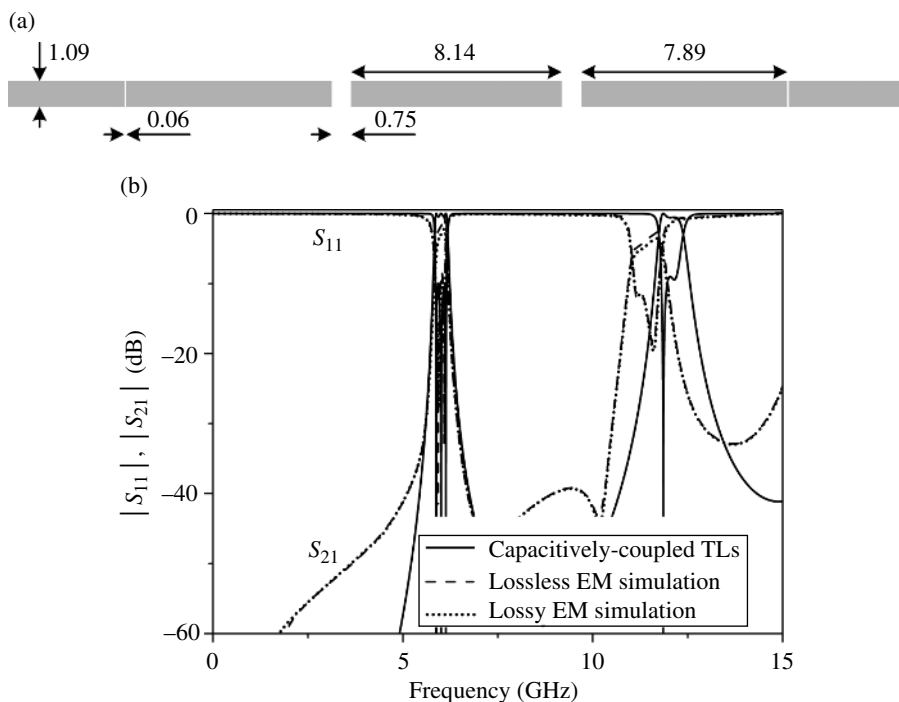 (a)
1.09
8.14
7.89
0.06
0.75
(b)
|S11|, |S21| (dB)
0
−20
−40
−60
S11
S21
Capacitively-coupled TLs
Lossless EM simulation
Lossy EM simulation
0 5 10 15
Frequency (GHz)